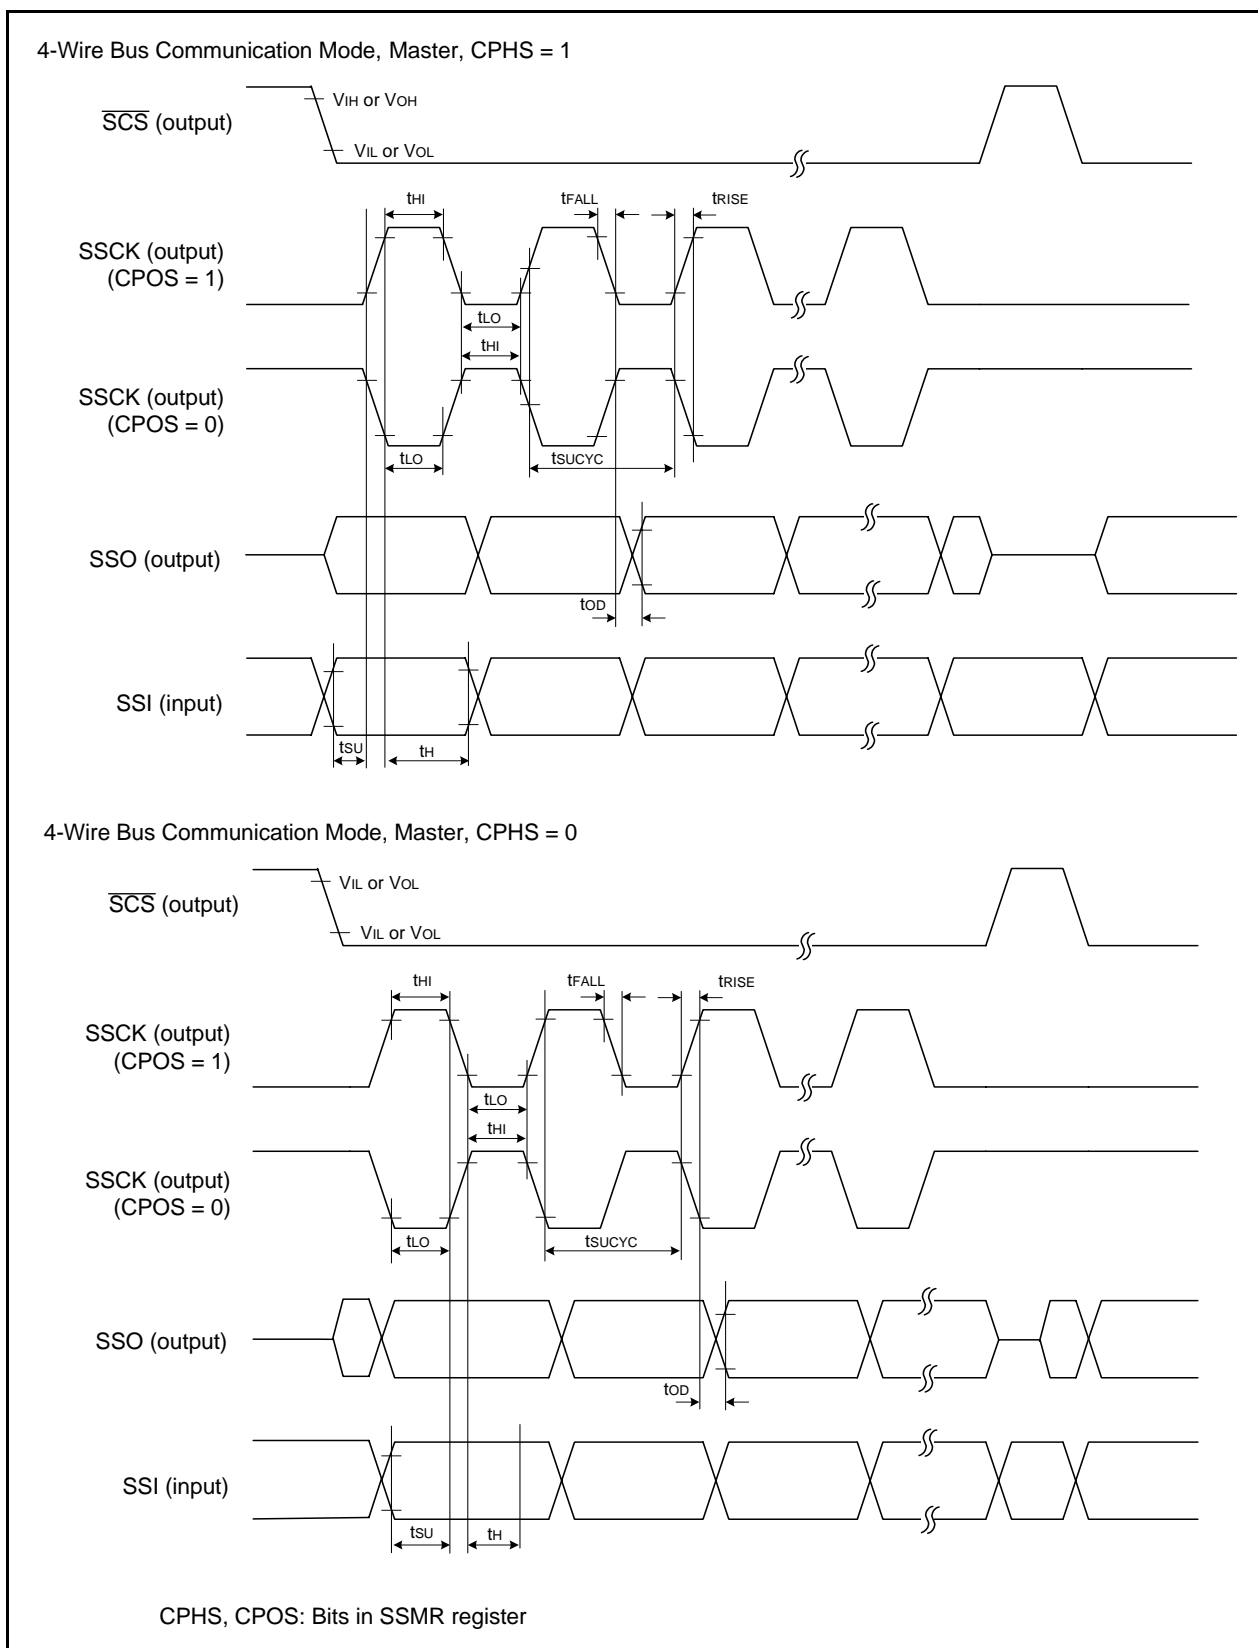 4-Wire Bus Communication Mode, Master, CPHS = 1
VIH or VOH
SCS (output)
VIL or VOL
tHI
tFALL
tRISE
SSCK (output)
(CPOS = 1)
tLO
tHI
SSCK (output)
(CPOS = 0)
tLO
tSUCYC
SSO (output)
tOD
SSI (input)
tSU
tH
4-Wire Bus Communication Mode, Master, CPHS = 0
VIL or VOL
SCS (output)
VIL or VOL
tHI
tFALL
tRISE
SSCK (output)
(CPOS = 1)
tLO
tHI
SSCK (output)
(CPOS = 0)
tLO
tSUCYC
SSO (output)
tOD
SSI (input)
tSU
tH
CPHS, CPOS: Bits in SSMR register